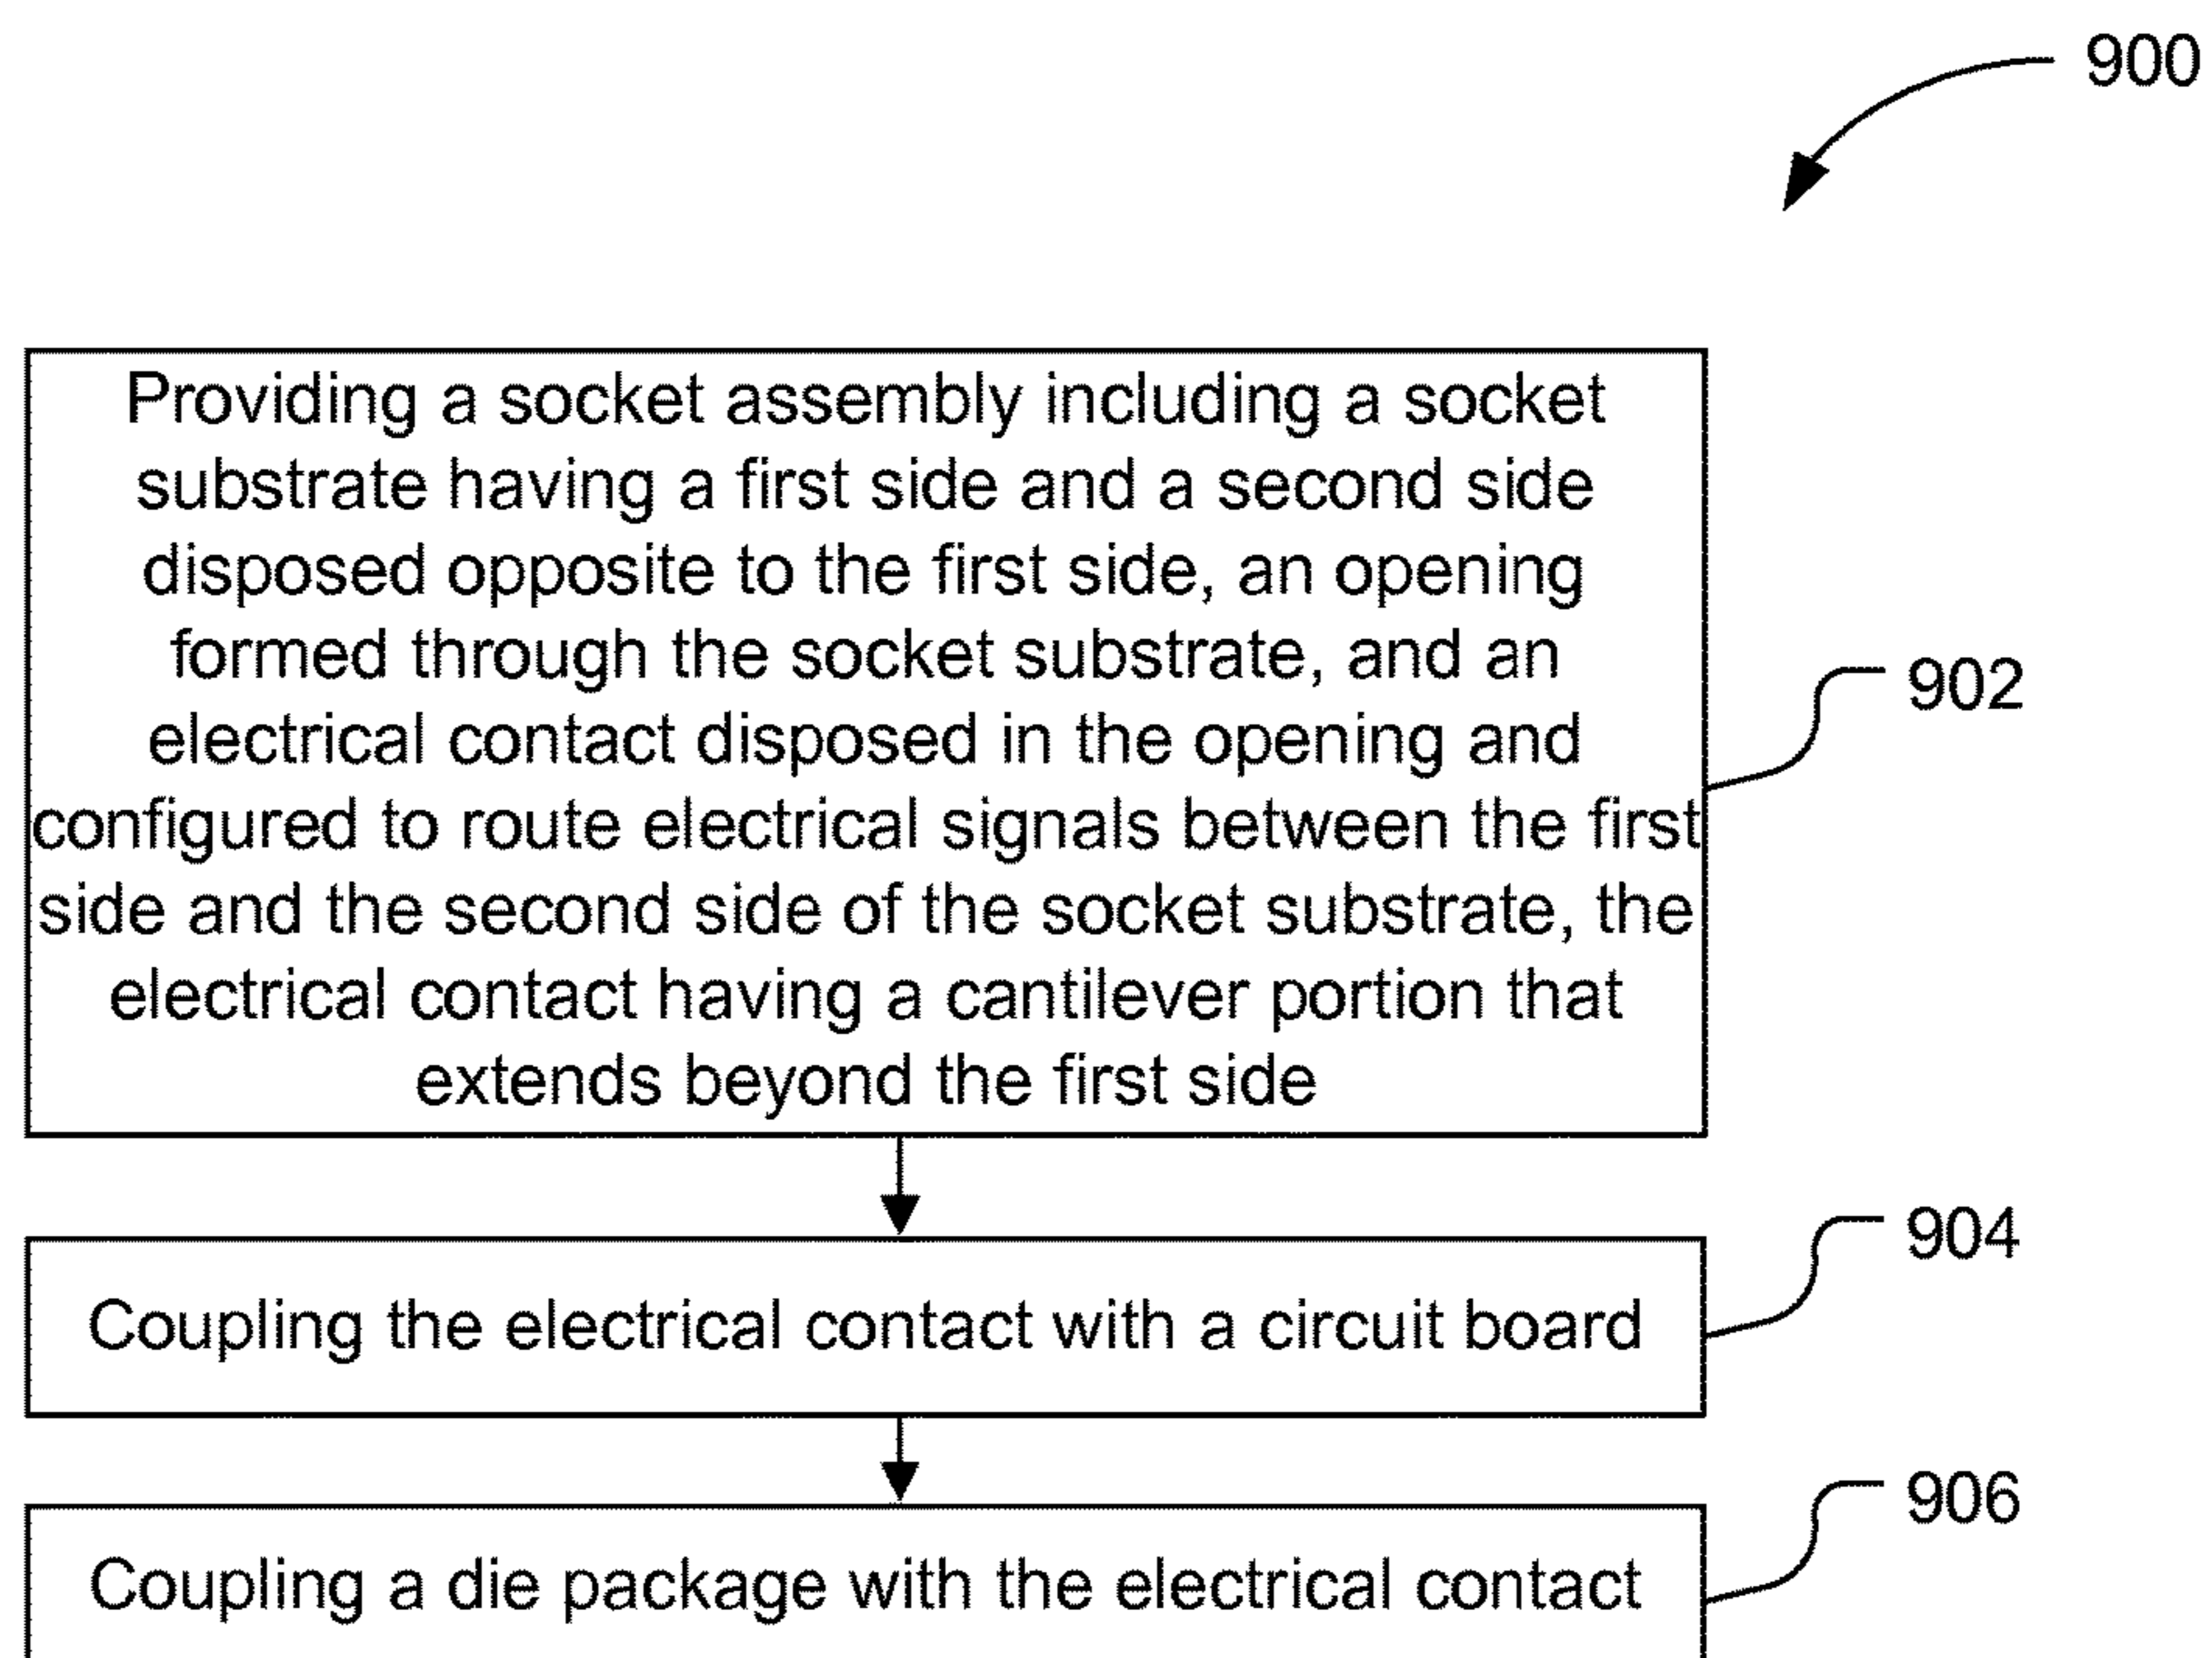 900
Providing a socket assembly including a socket
substrate having a first side and a second side
disposed opposite to the first side, an opening
formed through the socket substrate, and an
electrical contact disposed in the opening and
configured to route electrical signals between the first
side and the second side of the socket substrate, the
electrical contact having a cantilever portion that
extends beyond the first side
902
Coupling the electrical contact with a circuit board
904
Coupling a die package with the electrical contact
906